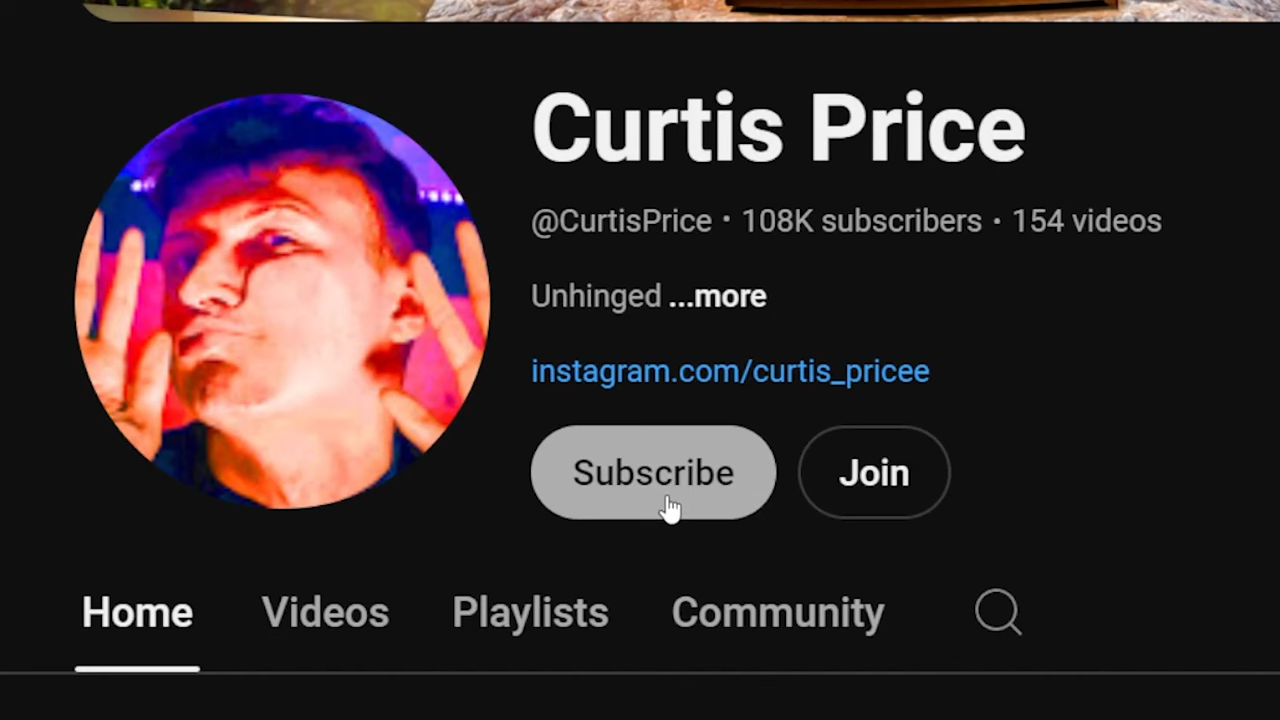 Curtis Price
@CurtisPrice · 108K subscribers · 154 videos
Unhinged ...more
instagram.com/curtis_pricee
Subscribe Join
Home Videos Playlists Community